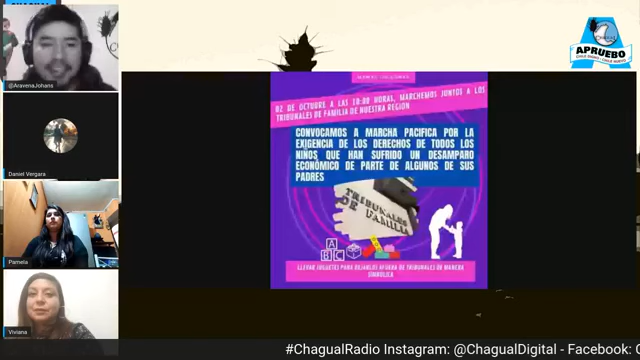 @AravenaJohans
Daniel Vergara
Pamela
Viviana
APRUEBO
02 DE OCTUBRE A LAS 10:00 HORAS, MARCHEMOS JUNTOS A LOS
TRIBUNALES DE FAMILIA DE NUESTRA REGION
CONVOCAMOS A MARCHA PACIFICA POR LA
EXIGENCIA DE LOS DERECHOS DE TODOS LOS
NIÑOS QUE HAN SUFRIDO UN DESAMPARO
ECONÓMICO DE PARTE DE ALGUNOS DE SUS
PADRES
TRIBUNALES
DE FAMILIA
A
B C
LLEVAR JUGUETES PARA DEJARLOS AFUERA DE TRIBUNALES DE MANERA
SIMBOLICA
#ChagualRadio Instagram: @ChagualDigital - Facebook: